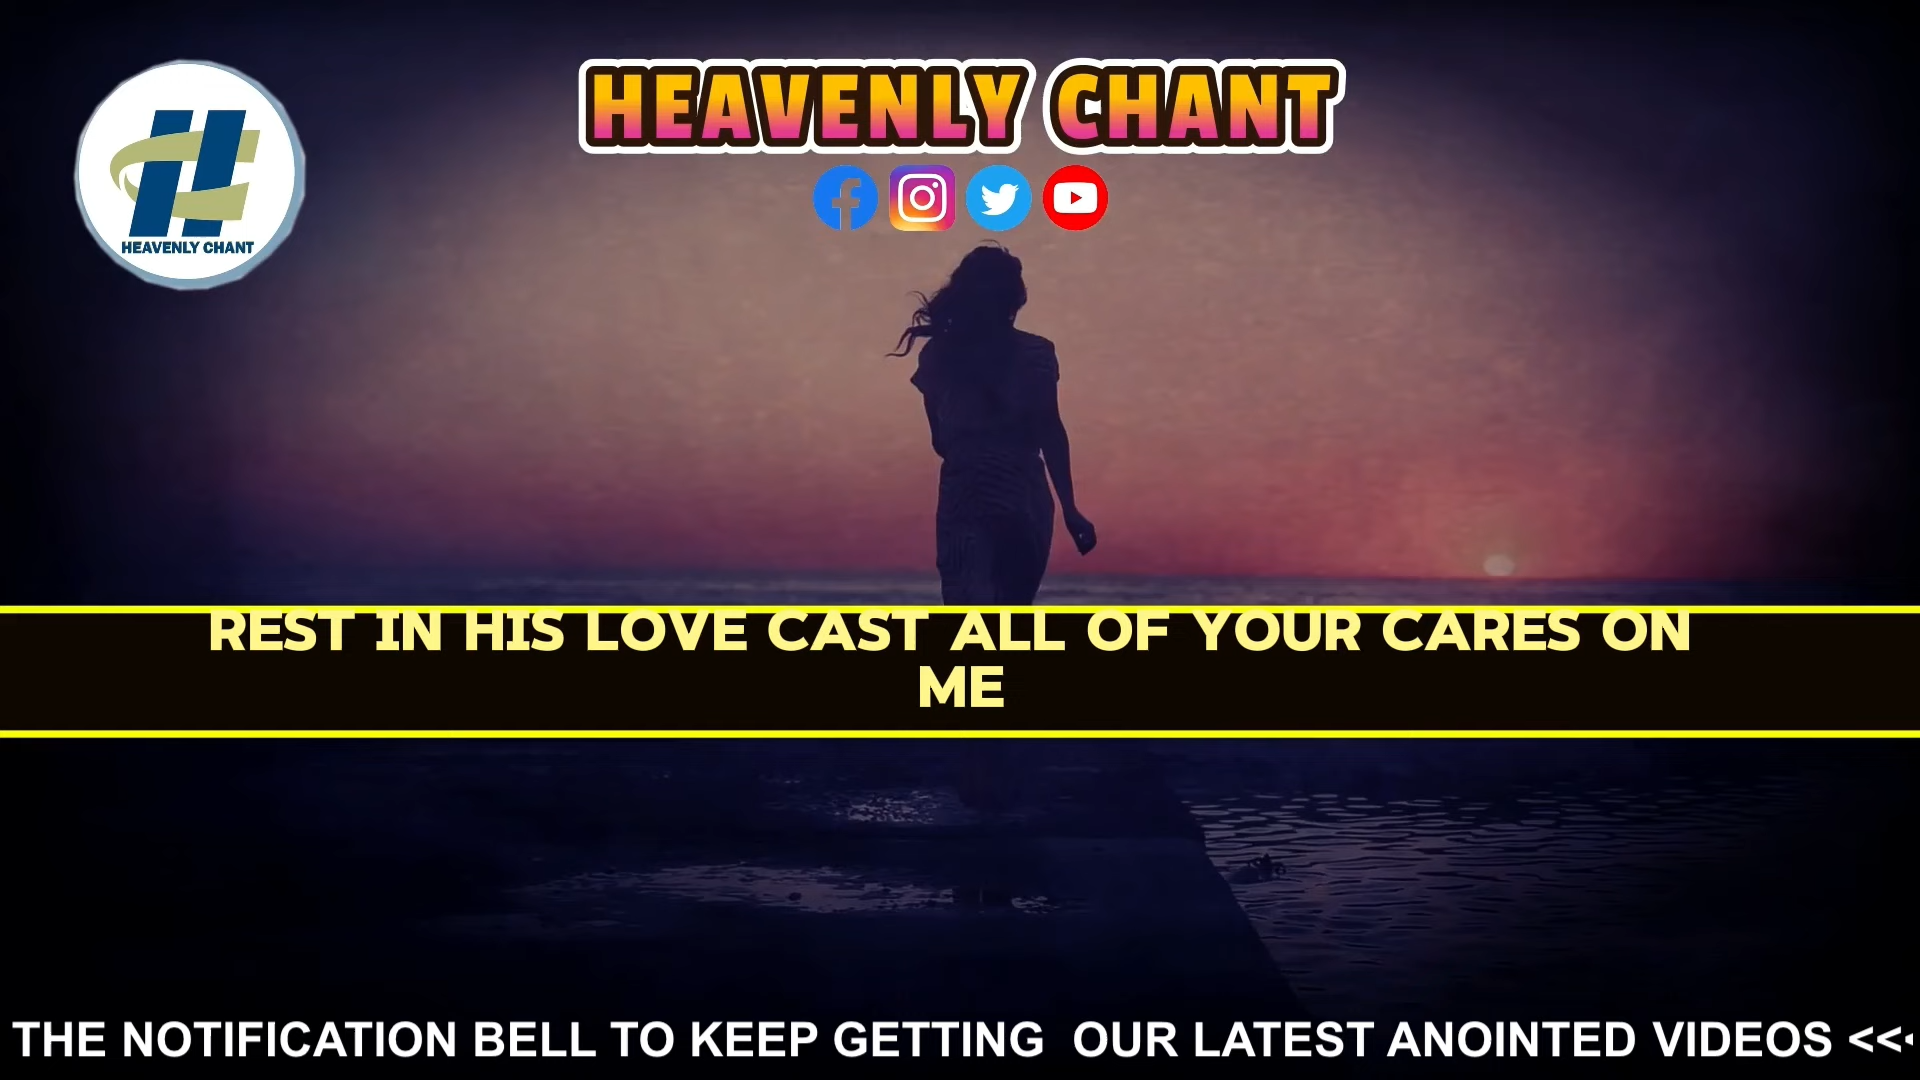 HEAVENLY CHANT
HEAVENLY CHANT
REST IN HIS LOVE CAST ALL OF YOUR CARES ON
ME
THE NOTIFICATION BELL TO KEEP GETTING  OUR LATEST ANOINTED VIDEOS <<<